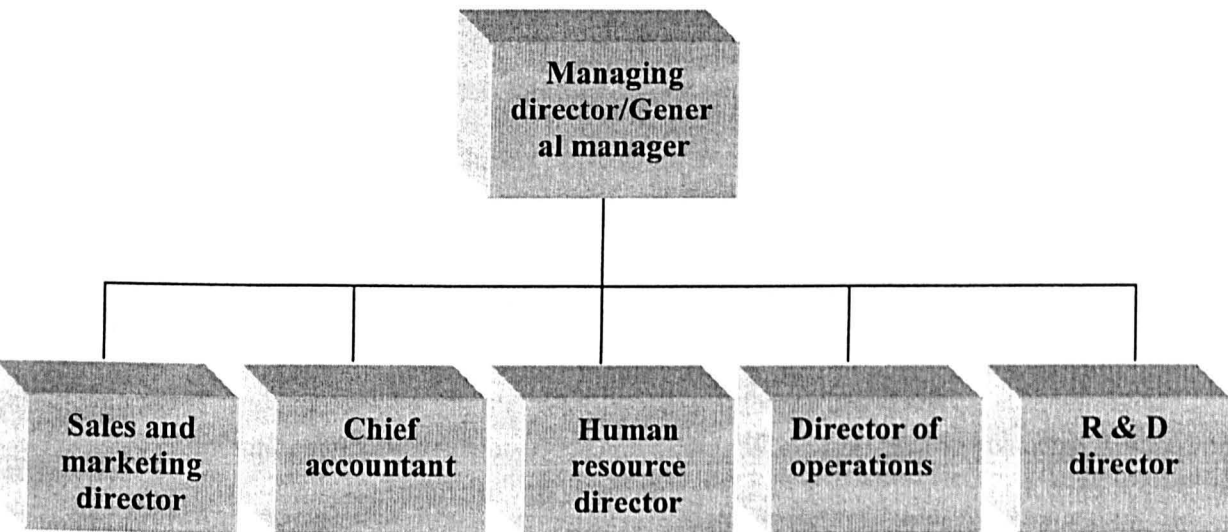 Managing
director/Gener
al manager
Sales and
marketing
director
Chief
accountant
Human
resource
director
Director of
operations
R & D
director